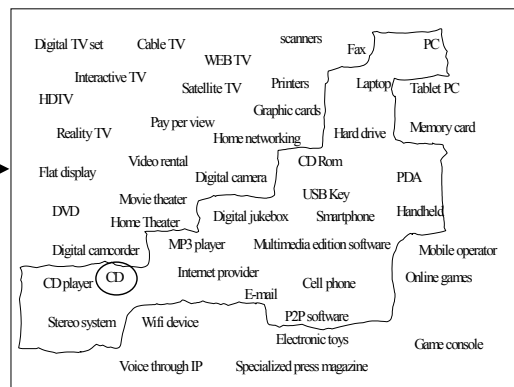 scanners
Digital TV set Cable TV Fax PC
WEB TV
Interactive TV Satellite TV Printers Laptop Tablet PC
HDTV
Graphic cards
Pay per view Memory card
Reality TV Home networking Hard drive
Video rental CD Rom
Flat display Digital camera PDA
USB Key
Movie theater
DVD Digital jukebox Smartphone Handheld
Home Theater
Digital camcorder MP3 player Multimedia edition software Mobile operator
CD player CD Internet provider Cell phone Online games
E-mail
Stereo system Wifi device P2P software
Electronic toys Game console
Voice through IP Specialized press magazine